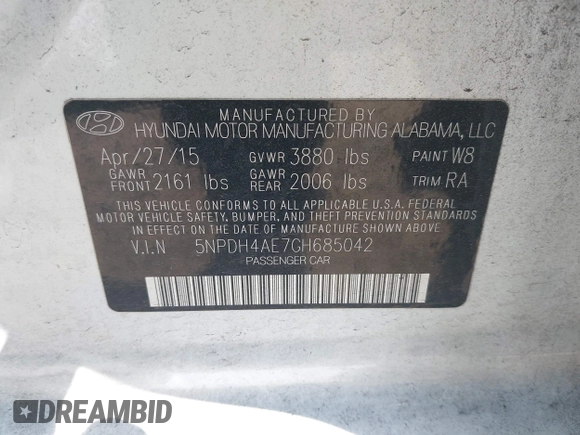 MANUFACTURED BY
HYUNDAI MOTOR MANUFACTURING ALABAMA, LLC
Apr/27/15 GVWR 3880 lbs PAINT W8
GAWR FRONT 2161 lbs GAWR REAR 2006 lbs TRIM RA
THIS VEHICLE CONFORMS TO ALL APPLICABLE U.S.A. FEDERAL
MOTOR VEHICLE SAFETY, BUMPER, AND THEFT PREVENTION STANDARDS
IN EFFECT ON THE DATE OF MANUFACTURE SHOWN ABOVE.
V.I.N 5NPDH4AE7GH685042
PASSENGER CAR
DREAMBID